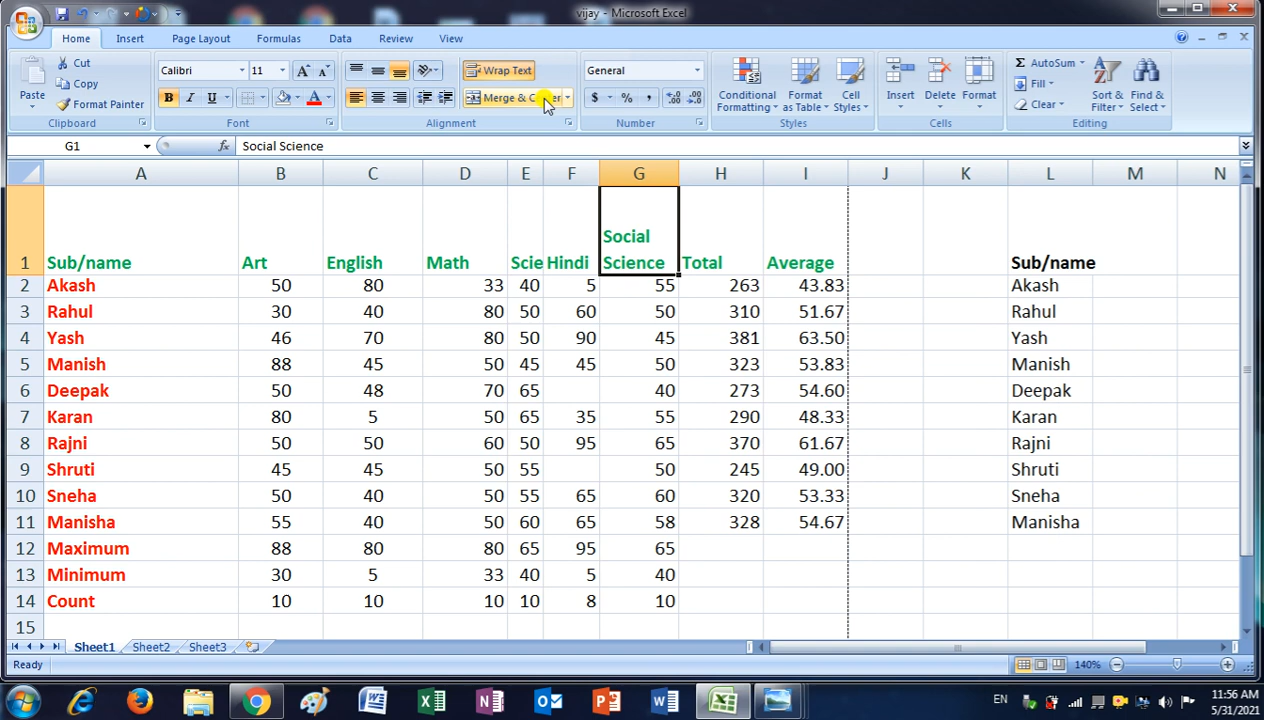 vijay - Microsoft Excel
Home Insert Page Layout Formulas Data Review View
Cut
Copy
Format Painter
Paste
Clipboard
Calibri 11
B I U A
Font
Wrap Text
Alignment
General
$ % ,
Number
Conditional Formatting
Format as Table
Cell Styles
Styles
Insert Delete Format
Cells
AutoSum
Fill
Clear
Sort & Filter
Find & Select
Editing
G1 fx Social Science
A B C D E F G H I J K L M N
1 Sub/name Art English Math Scie Hindi Social Science Total Average Sub/name
2 Akash 50 80 33 40 5 55 263 43.83 Akash
3 Rahul 30 40 80 50 60 50 310 51.67 Rahul
4 Yash 46 70 80 50 90 45 381 63.50 Yash
5 Manish 88 45 50 45 45 50 323 53.83 Manish
6 Deepak 50 48 70 65 40 273 54.60 Deepak
7 Karan 80 5 50 65 35 55 290 48.33 Karan
8 Rajni 50 50 60 50 95 65 370 61.67 Rajni
9 Shruti 45 45 50 55 50 245 49.00 Shruti
10 Sneha 50 40 50 55 65 60 320 53.33 Sneha
11 Manisha 55 40 50 60 65 58 328 54.67 Manisha
12 Maximum 88 80 80 65 95 65
13 Minimum 30 5 33 40 5 40
14 Count 10 10 10 10 8 10
15
Sheet1 Sheet2 Sheet3
Ready 140%
EN 11:56 AM
5/31/2021